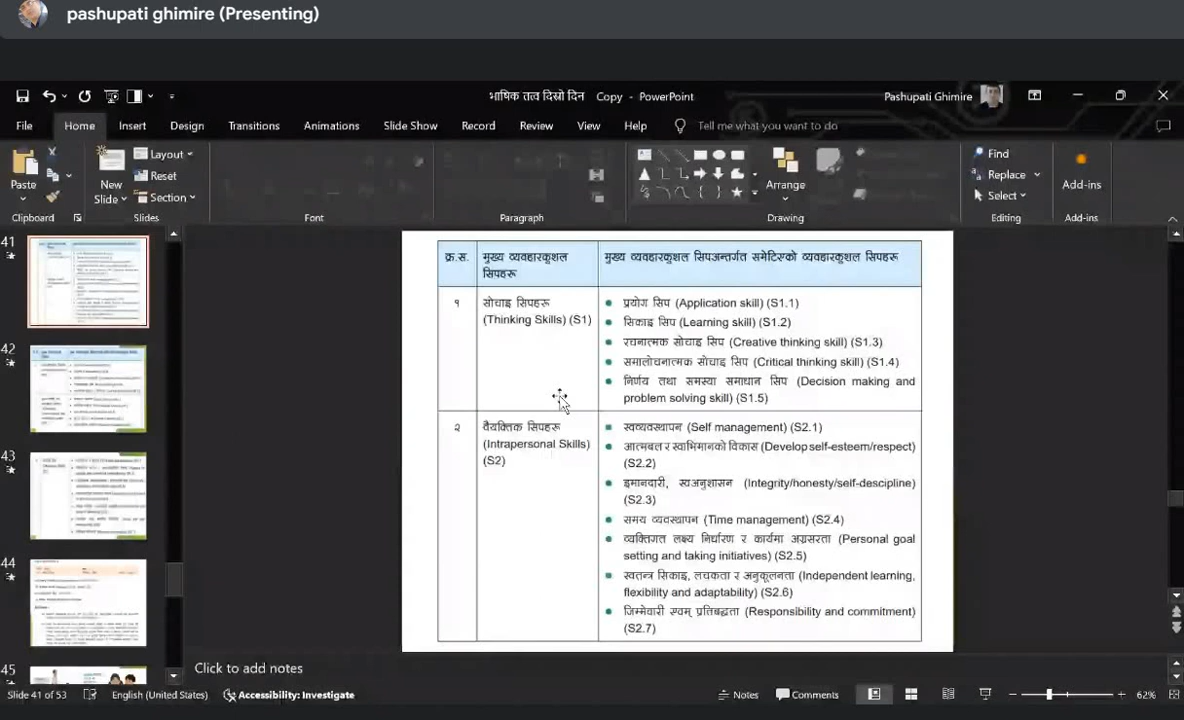 pashupati ghimire (Presenting)
भाषिक तत्व दिस्रो दिन Copy - PowerPoint
Pashupati Ghimire
File Home Insert Design Transitions Animations Slide Show Record Review View Help Tell me what you want to do
Paste
New
Slide
Layout
Reset
Section
Arrange
Find
Replace
Select
Add-ins
Clipboard Slides Font Paragraph Drawing Editing Add-ins
41
42
43
44
45
क्र.स. मुख्य व्यवहारकुशल सिपहरू
मुख्य व्यवहारकुशल सिपअन्तर्गत समेटिएको व्यवहारकुशल सिपहरू
१ सोचाइ सिपहरू
(Thinking Skills) (S1)
प्रयोग सिप (Application skill) (S1.1)
सिकाइ सिप (Learning skill) (S1.2)
रचनात्मक सोचाइ सिप (Creative thinking skill) (S1.3)
समालोचनात्मक सोचाइ सिप (Critical thinking skill) (S1.4)
निर्णय तथा समस्या समाधान सिप (Decision making and
problem solving skill) (S1.5)
२ वैयक्तिक सिपहरू
(Intrapersonal Skills)
(S2)
स्वव्यवस्थापन (Self management) (S2.1)
आत्मबल र स्वाभिमानको विकास (Develop self-esteem/respect)
(S2.2)
इमानदारी, स्वअनुशासन (Integrity/honesty/self-descipline)
(S2.3)
समय व्यवस्थापन (Time management) (S2.4)
व्यक्तिगत लक्ष्य निर्धारण र कार्यमा अग्रसरता (Personal goal
setting and taking initiatives) (S2.5)
स्वतन्त्र सिकाइ, लचकता र अनुकूलनता (Independent learning,
flexibility and adaptability) (S2.6)
जिम्मेवारी एवम् प्रतिबद्धता (Responsibility and commitment)
(S2.7)
Click to add notes
Slide 41 of 53 English (United States) Accessibility: Investigate Notes Comments 62%